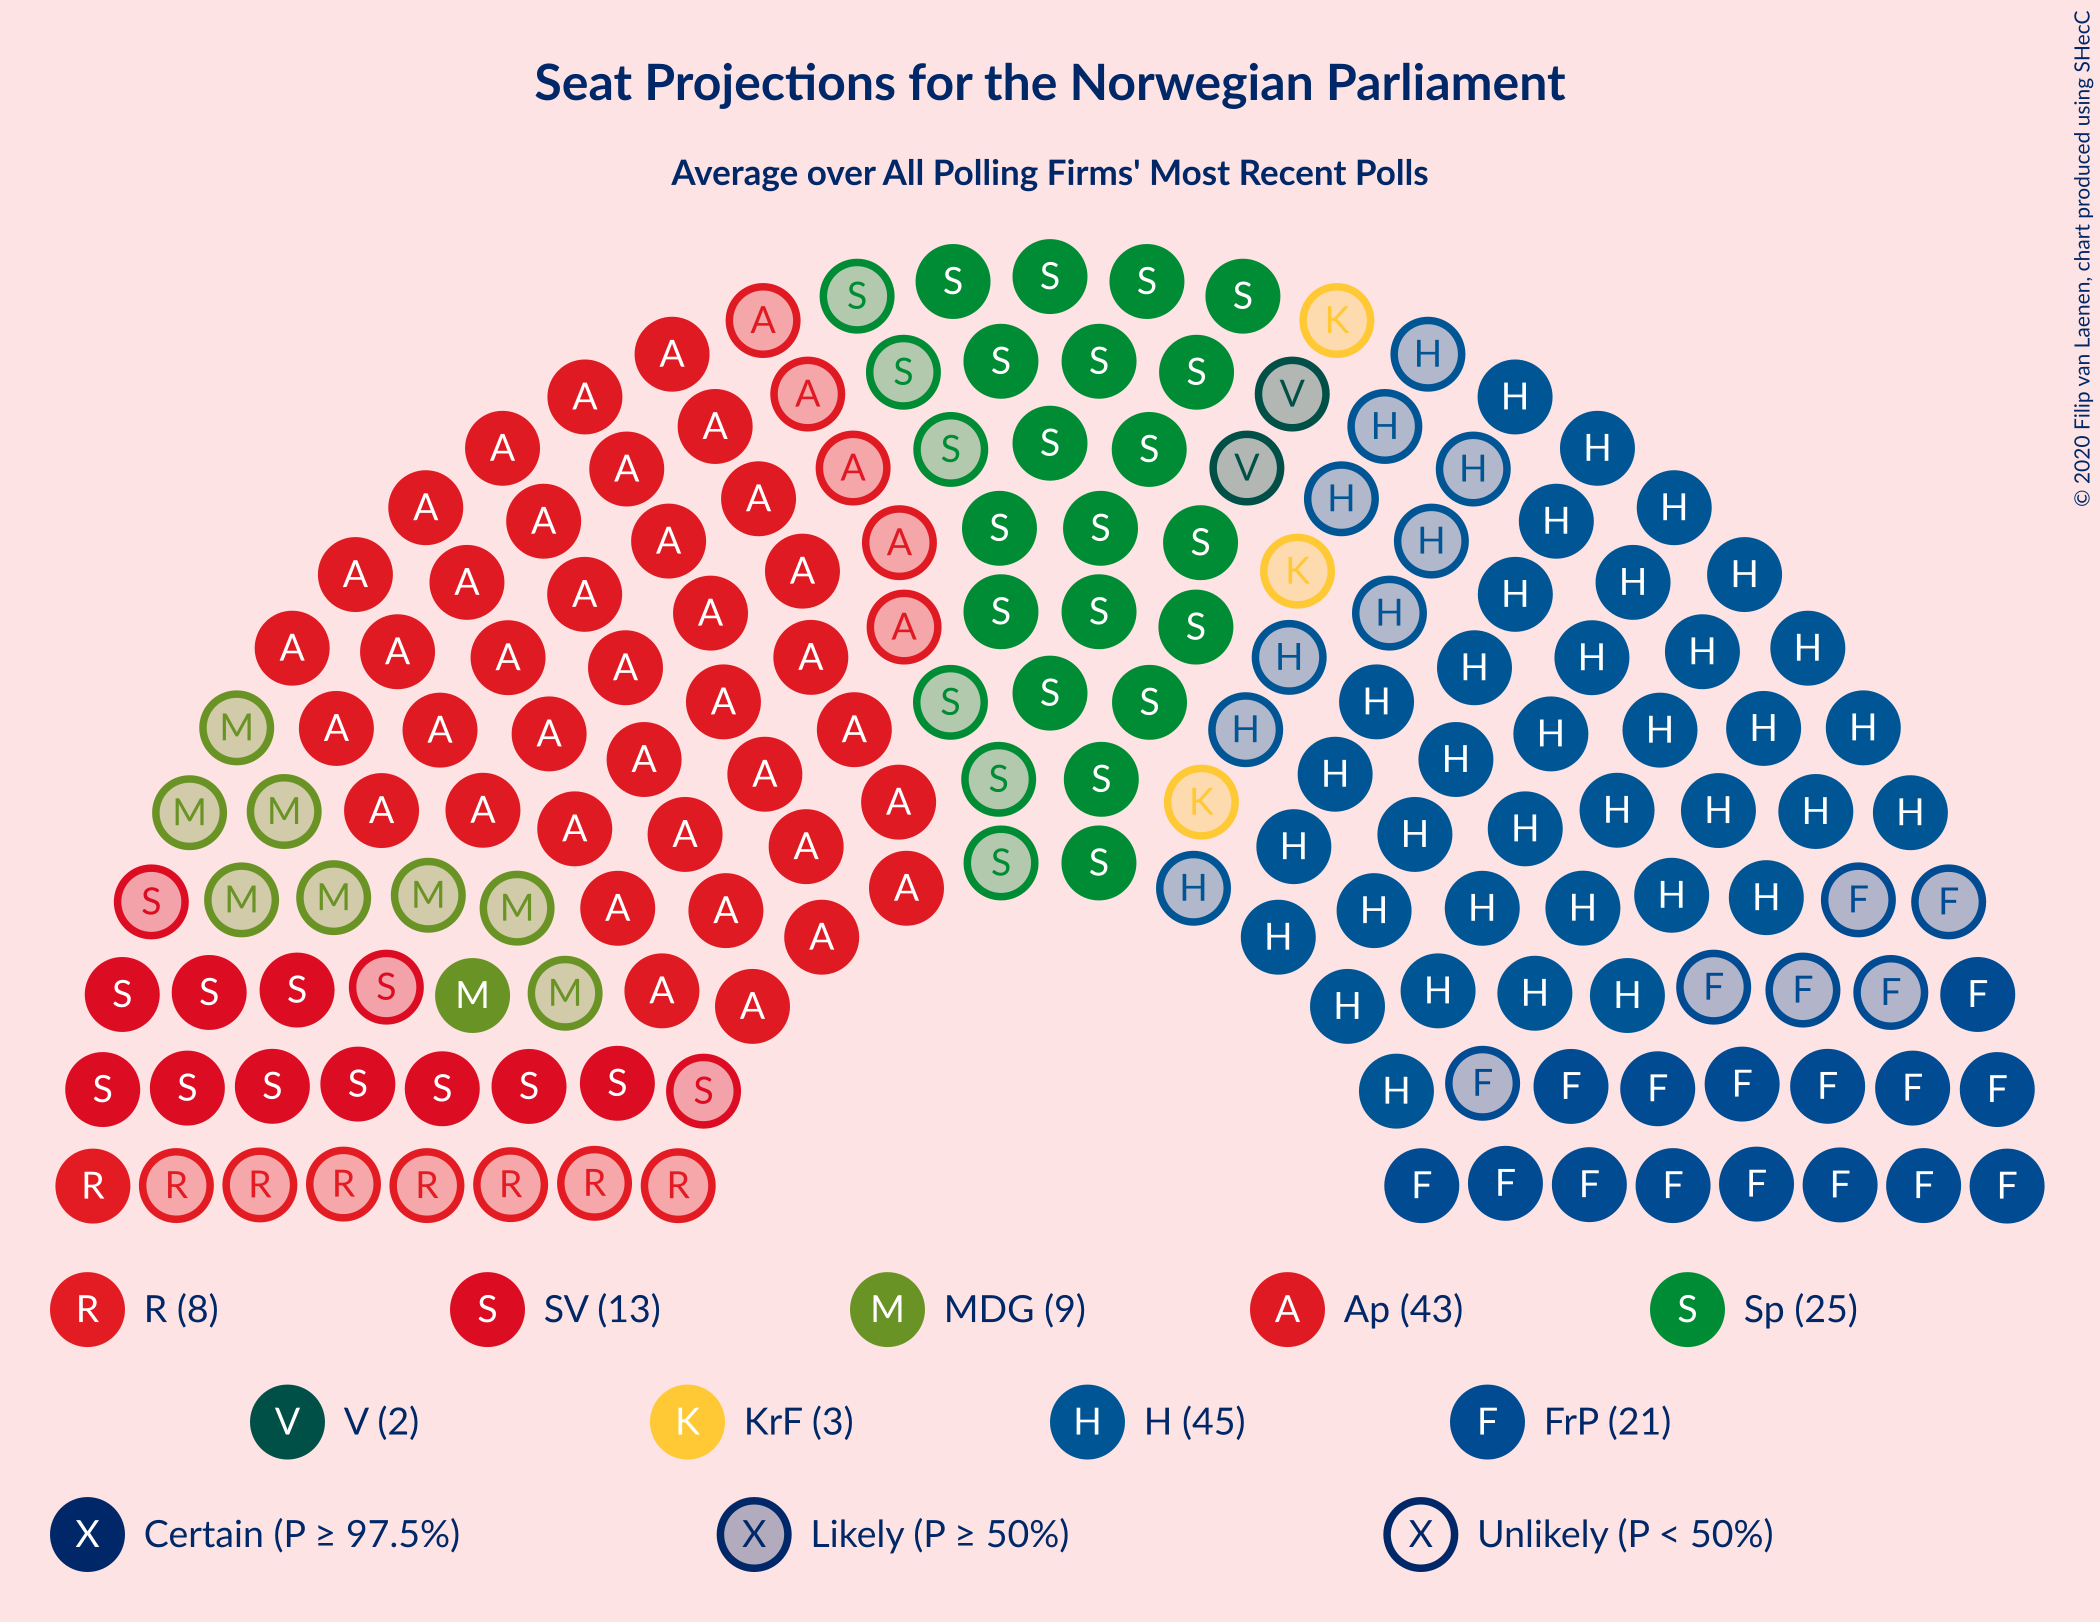 Seat Projections for the Norwegian Parliament
Average over All Polling Firms' Most Recent Polls
© 2020 Filip van Laenen, chart produced using SHecC
S S S S S
A K
A H
S S S S
A V
A H
A H
S S S
A V
A H
A H
A H
S S S
A K
A H
A H
A H
S S S
A H
A H
A H
S S S
A H
A H
A H
S S
A K
A H
S S
A H
M A A A A A A H H H H H H
M M A A A A A H H H H H H
S M M M M A A A H H H H H H F F
S S S S M M A A H H H H F F F F
S S S S S S S S H F F F F F F F
R R R R R R R R F F F F F F F F
R R (8) S SV (13) M MDG (9) A Ap (43) S Sp (25)
V V (2) K KrF (3) H H (45) F FrP (21)
X Certain (P ≥ 97.5%) X Likely (P ≥ 50%) X Unlikely (P < 50%)